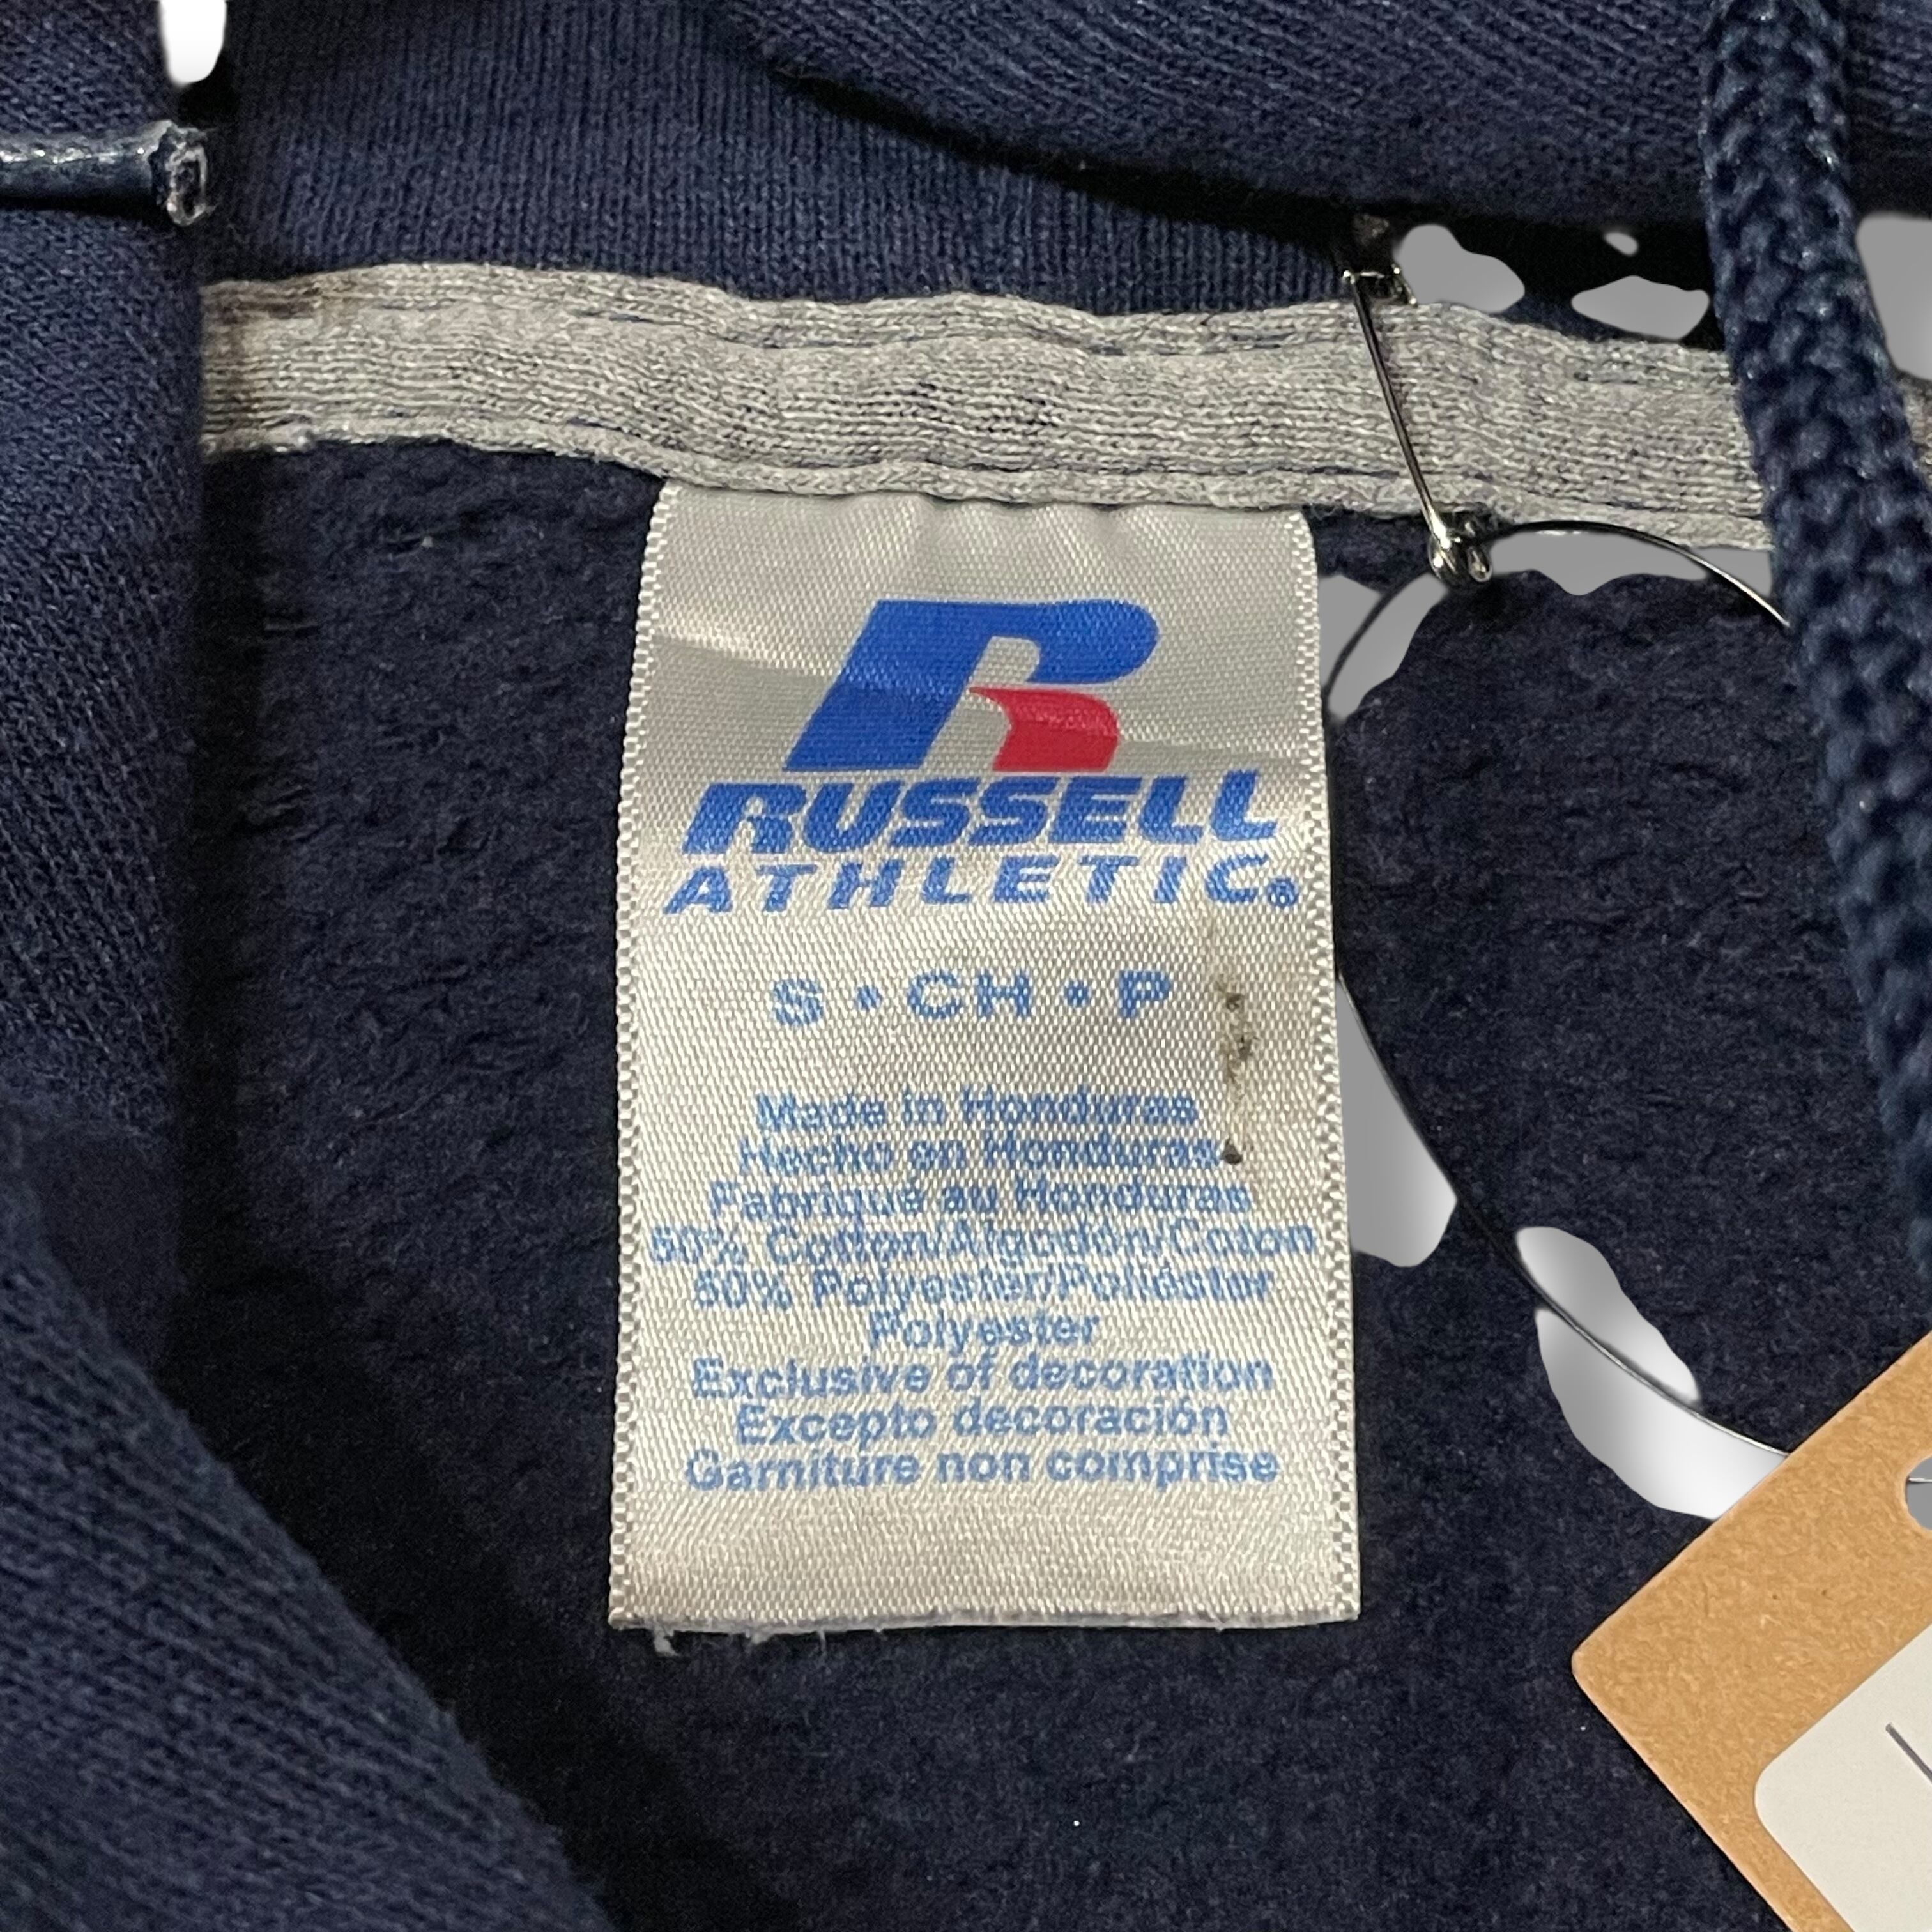 RUSSELL
ATHLETIC®
S • CH • P
Made in Honduras
Hecho en Honduras
Fabriqué au Honduras
50% Cotton/Algodón/Coton
50% Polyester/Poliéster
Polyester
Exclusive of decoration
Excepto decoración
Garniture non comprise